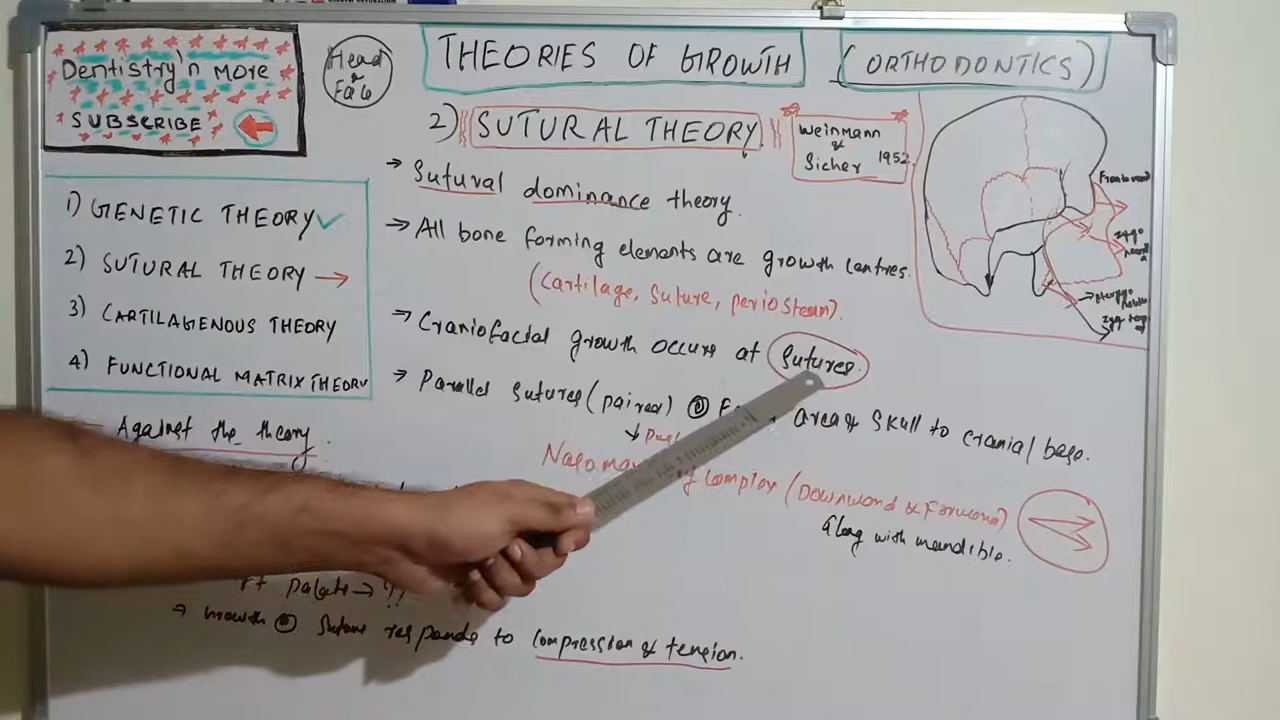 Dentistry'n More
SUBSCRIBE
Head
&
Face
THEORIES OF GROWTH (ORTHODONTICS)
2) SUTURAL THEORY
Weinmann
&
Sicher 1952
→ Sutural dominance theory.
→ All bone forming elements are growth centres.
(Cartilage, Suture, periosteum).
→ Craniofacial growth occurs at Sutures.
→ Parallel Sutures (paired) @ area of Skull to cranial base.
complex (Downward & Forward)
Along with mandible.
1) GENETIC THEORY ✓
2) SUTURAL THEORY →
3) CARTILAGENOUS THEORY
4) FUNCTIONAL MATRIX THEORY
Against the theory.
palate → ??
→ Growth @ Suture responds to compression & tension.